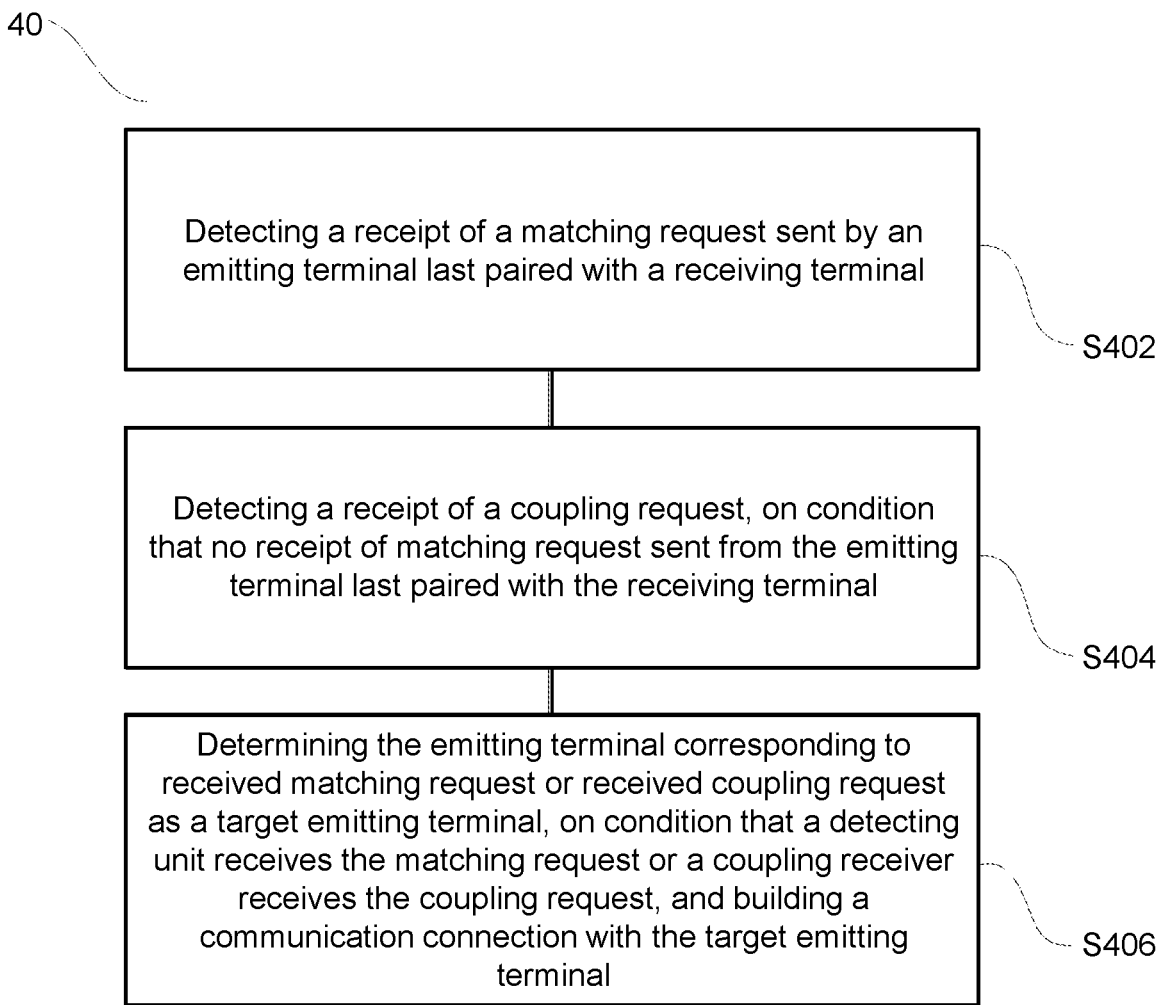 40
Detecting a receipt of a matching request sent by an
emitting terminal last paired with a receiving terminal
S402
Detecting a receipt of a coupling request, on condition
that no receipt of matching request sent from the emitting
terminal last paired with the receiving terminal
S404
Determining the emitting terminal corresponding to
received matching request or received coupling request
as a target emitting terminal, on condition that a detecting
unit receives the matching request or a coupling receiver
receives the coupling request, and building a
communication connection with the target emitting
terminal
S406